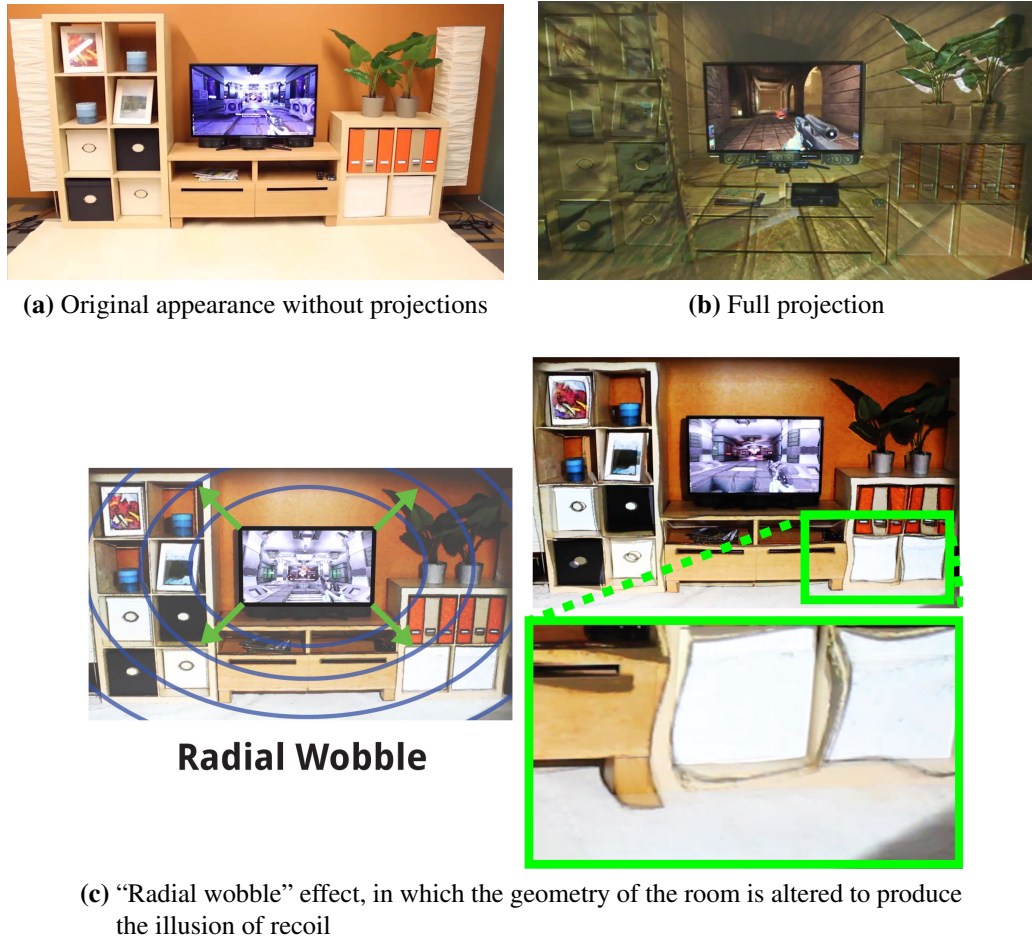 (a) Original appearance without projections
(b) Full projection
Radial Wobble
(c) “Radial wobble” effect, in which the geometry of the room is altered to produce
the illusion of recoil